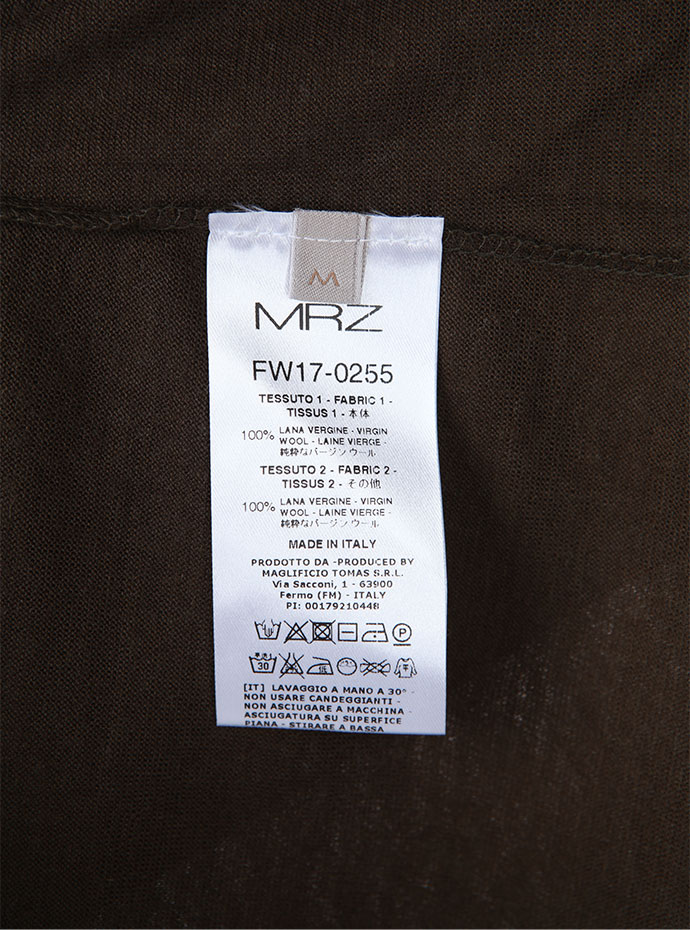 M
MRZ
FW17-0255
TESSUTO 1 - FABRIC 1 -
TISSUS 1 - 本体
100% LANA VERGINE - VIRGIN
WOOL - LAINE VIERGE -
純粋なバージンウール
TESSUTO 2 - FABRIC 2 -
TISSUS 2 - その他
100% LANA VERGINE - VIRGIN
WOOL - LAINE VIERGE -
純粋なバージンウール
MADE IN ITALY
PRODOTTO DA -PRODUCED BY
MAGLIFICIO TOMAS S.R.L.
Via Sacconi, 1 - 63900
Fermo (FM) - ITALY
PI: 00179210448
P
30
[IT] LAVAGGIO A MANO A 30° -
NON USARE CANDEGGIANTI -
NON ASCIUGARE A MACCHINA -
ASCIUGATURA SU SUPERFICE
PIANA - STIRARE A BASSA